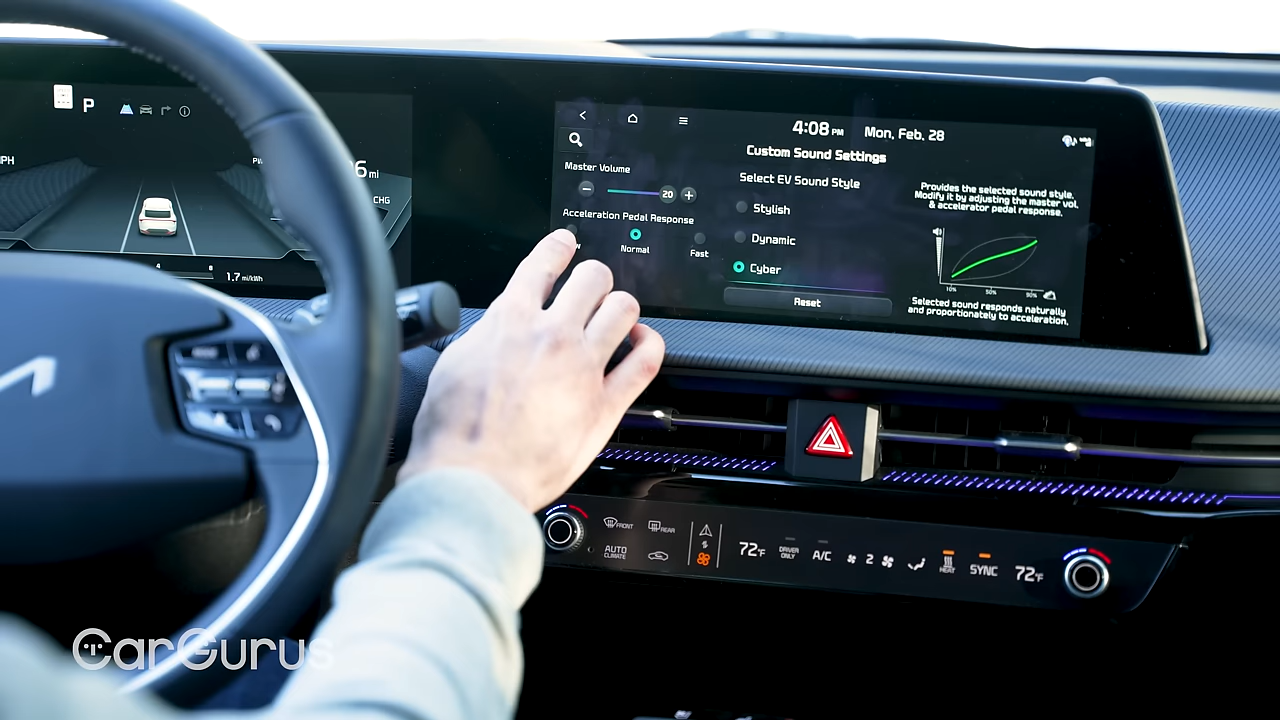 P
MPH
6 mi
CHG
4 8
1.7 mi/kWh
4:08 PM Mon, Feb. 28
Custom Sound Settings
Master Volume
20
Acceleration Pedal Response
Normal
Fast
Select EV Sound Style
Stylish
Dynamic
Cyber
Reset
Provides the selected sound style.
Modify it by adjusting the master vol.
& accelerator pedal response.
10% 50% 90%
Selected sound responds naturally
and proportionately to acceleration.
FRONT
REAR
AUTO
CLIMATE
72°F
DRIVER
ONLY
A/C
2
HEAT
SYNC
72°F
CarGurus